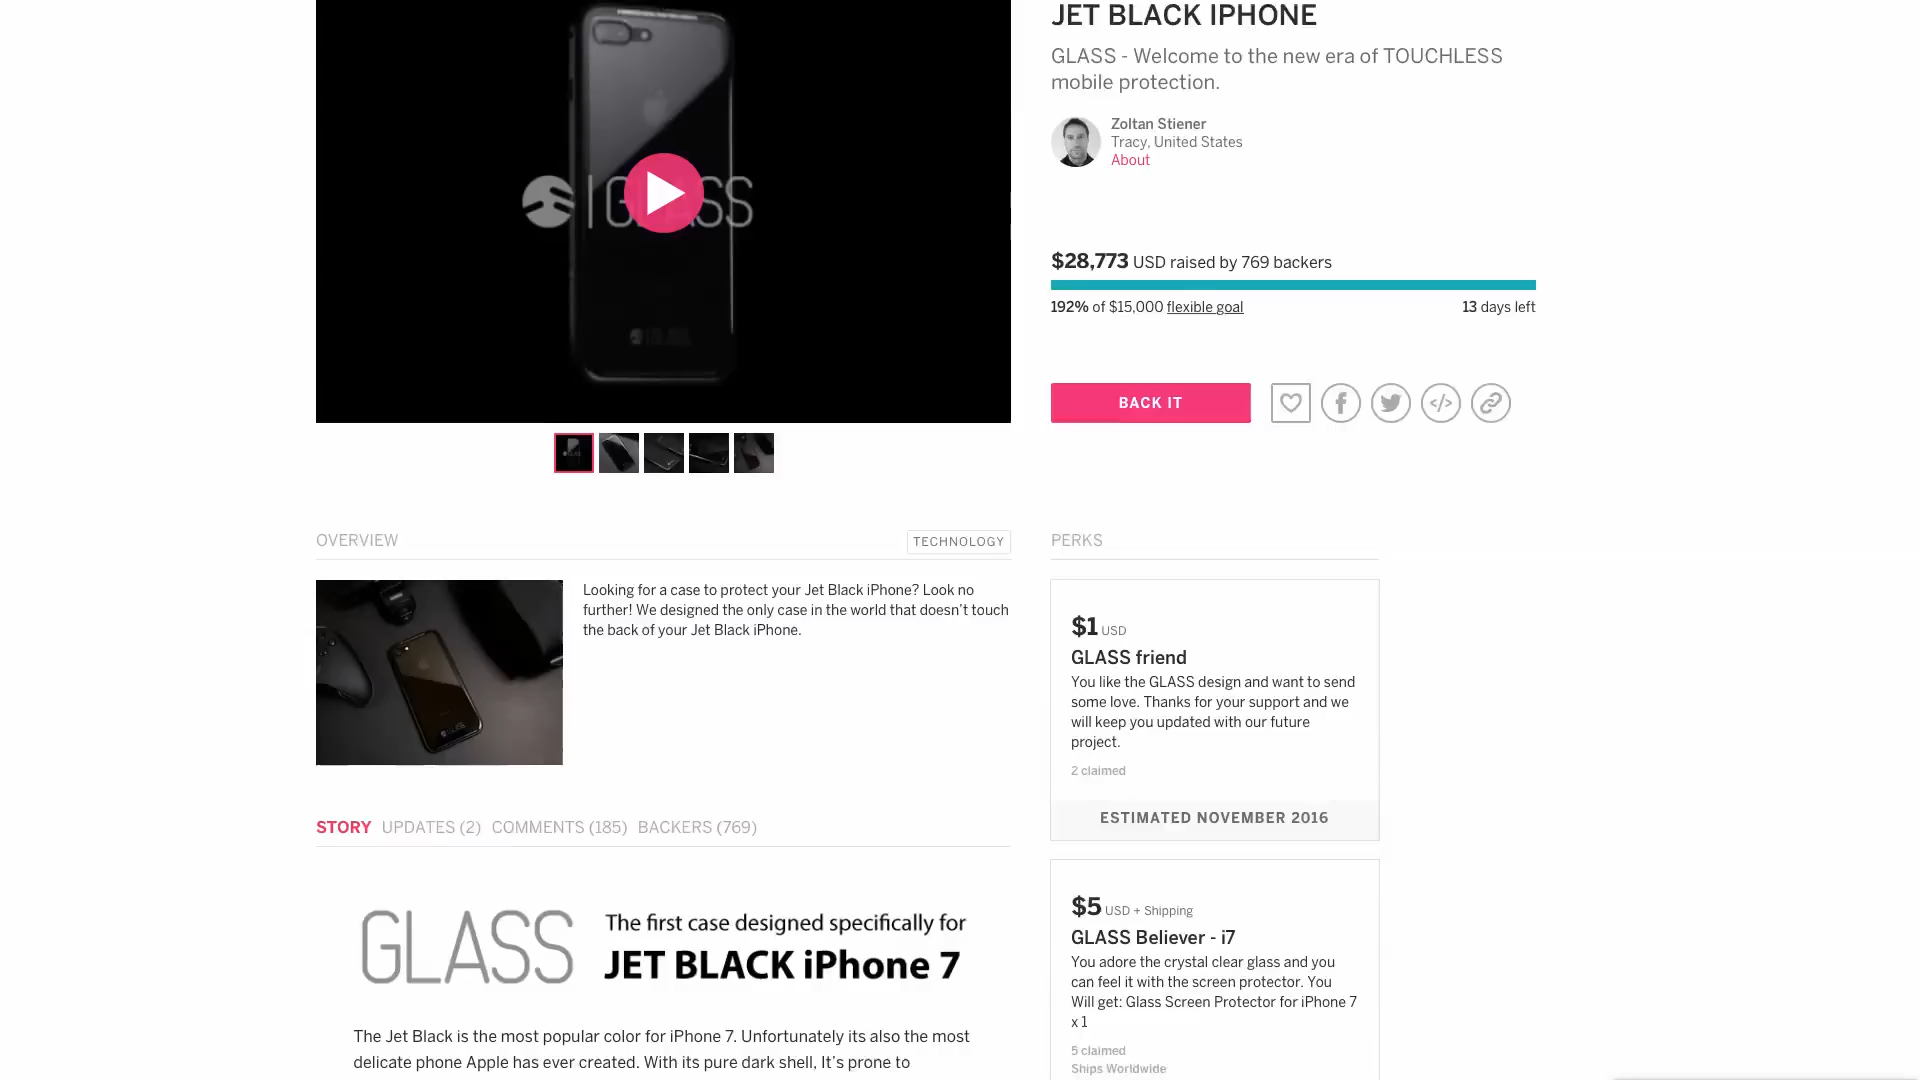 JET BLACK IPHONE
GLASS - Welcome to the new era of TOUCHLESS
mobile protection.
Zoltan Stiener
Tracy, United States
About
$28,773 USD raised by 769 backers
192% of $15,000 flexible goal
13 days left
BACK IT
OVERVIEW
TECHNOLOGY
Looking for a case to protect your Jet Black iPhone? Look no
further! We designed the only case in the world that doesn't touch
the back of your Jet Black iPhone.
STORY UPDATES (2) COMMENTS (185) BACKERS (769)
GLASS
The first case designed specifically for
JET BLACK iPhone 7
The Jet Black is the most popular color for iPhone 7. Unfortunately its also the most
delicate phone Apple has ever created. With its pure dark shell, It's prone to
PERKS
$1 USD
GLASS friend
You like the GLASS design and want to send
some love. Thanks for your support and we
will keep you updated with our future
project.
2 claimed
ESTIMATED NOVEMBER 2016
$5 USD + Shipping
GLASS Believer - i7
You adore the crystal clear glass and you
can feel it with the screen protector. You
Will get: Glass Screen Protector for iPhone 7
x 1
5 claimed
Ships Worldwide